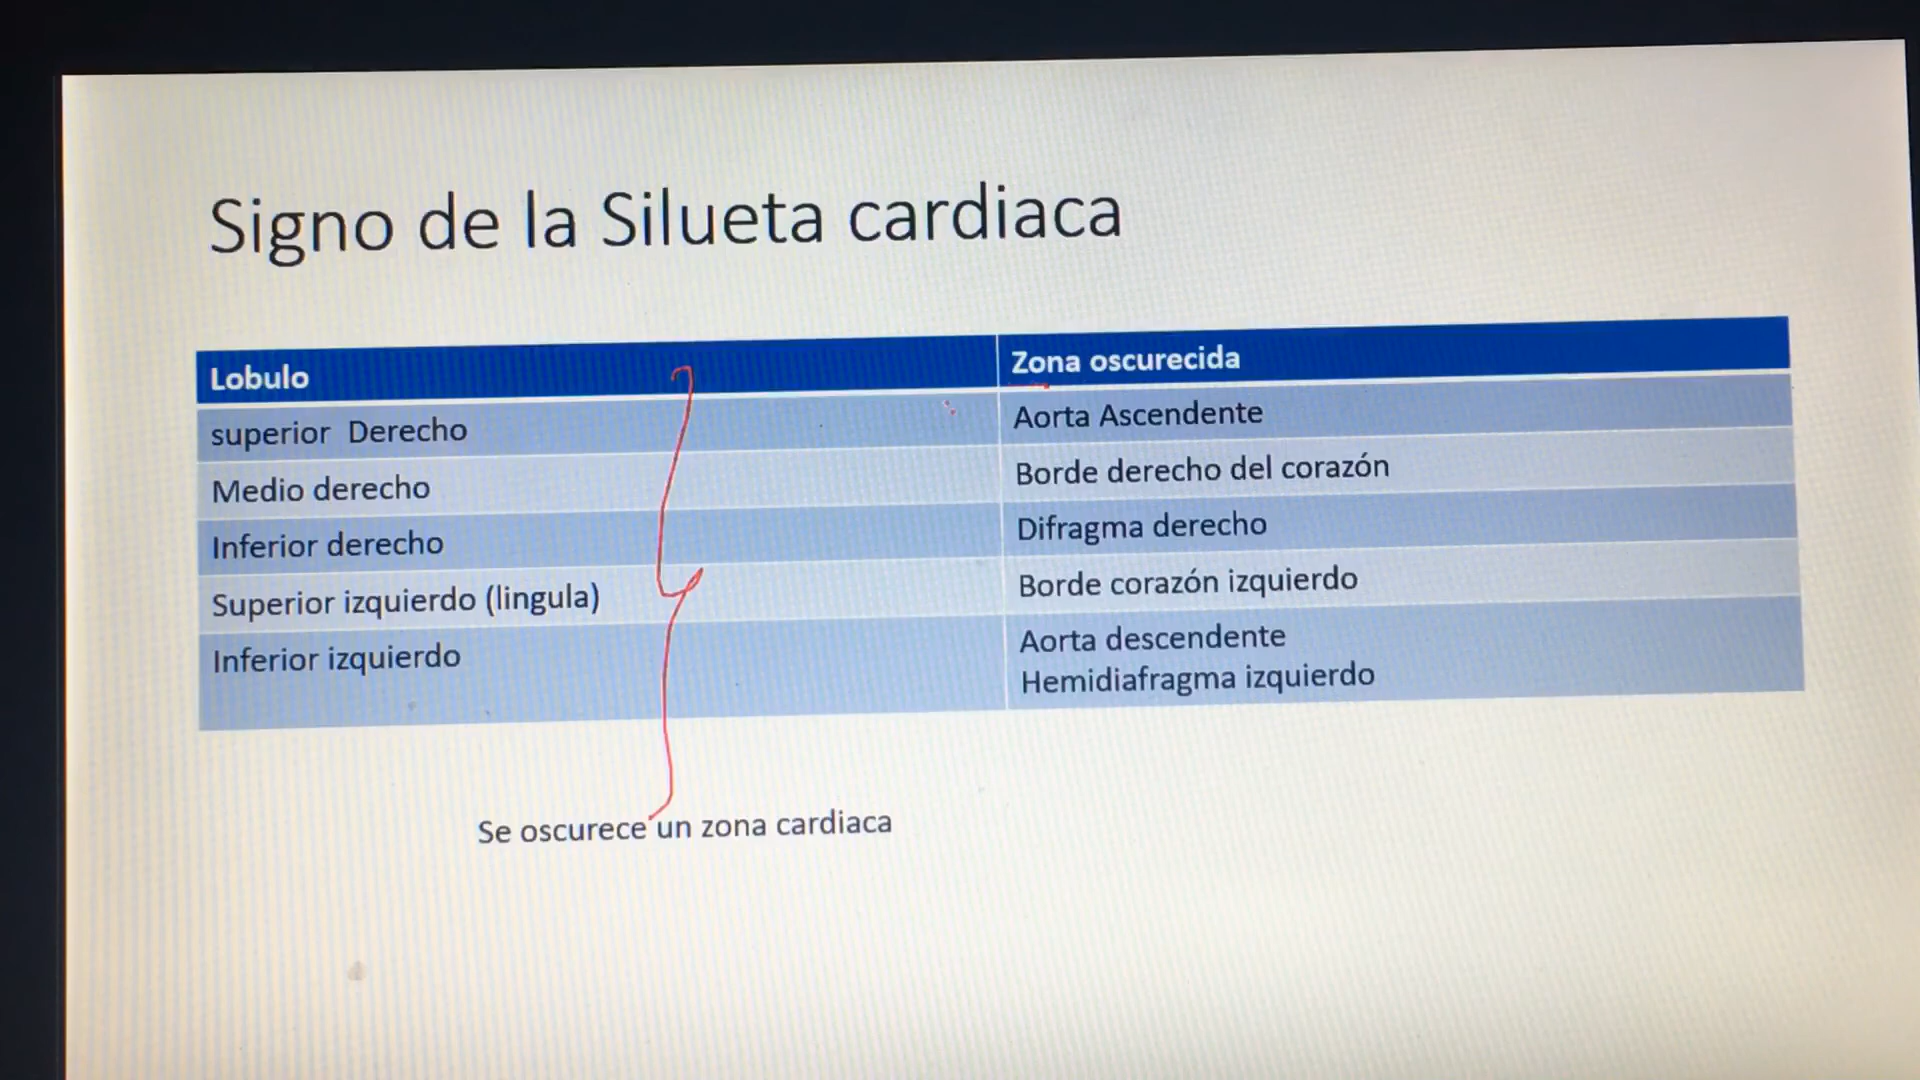 Signo de la Silueta cardiaca
Lobulo
Zona oscurecida
superior Derecho
Aorta Ascendente
Medio derecho
Borde derecho del corazón
Inferior derecho
Difragma derecho
Superior izquierdo (lingula)
Borde corazón izquierdo
Inferior izquierdo
Aorta descendente
Hemidiafragma izquierdo
Se oscurece un zona cardiaca